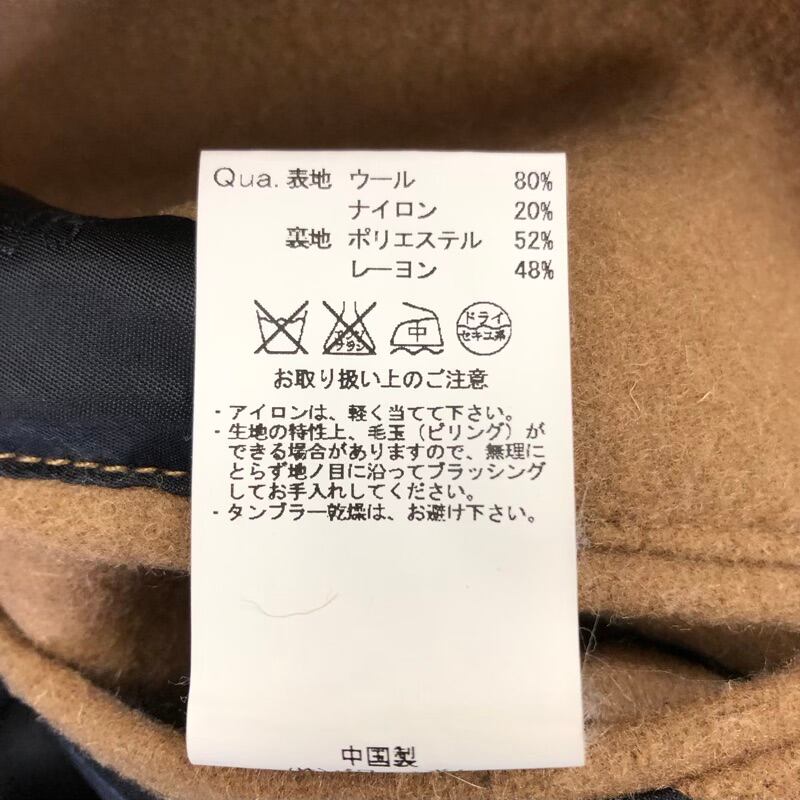 Qua. 表地 ウール 80%
ナイロン 20%
裏地 ポリエステル 52%
レーヨン 48%
エンソ
サラシ 中 ドライ
セキユ系
お取り扱い上のご注意
・アイロンは、軽く当てて下さい。
・生地の特性上、毛玉（ピリング）が
できる場合がありますので、無理に
とらず地ノ目に沿ってブラッシング
してお手入れしてください。
・タンブラー乾燥は、お避け下さい。
中国製